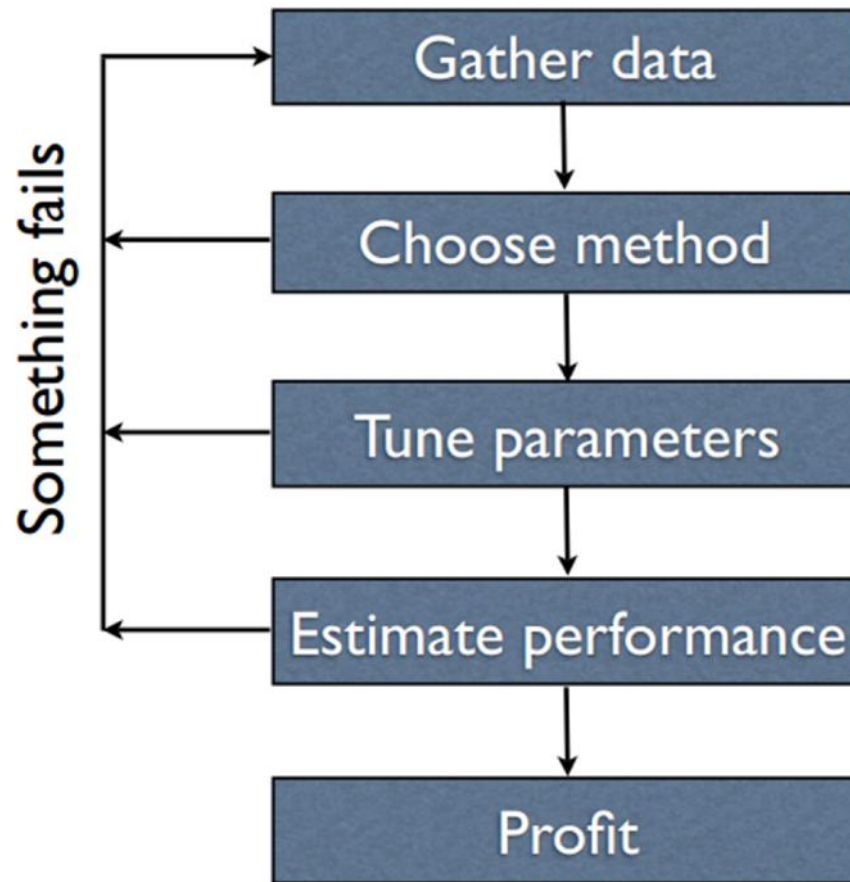 Gather data
Choose method
Tune parameters
Estimate performance
Profit
Something fails